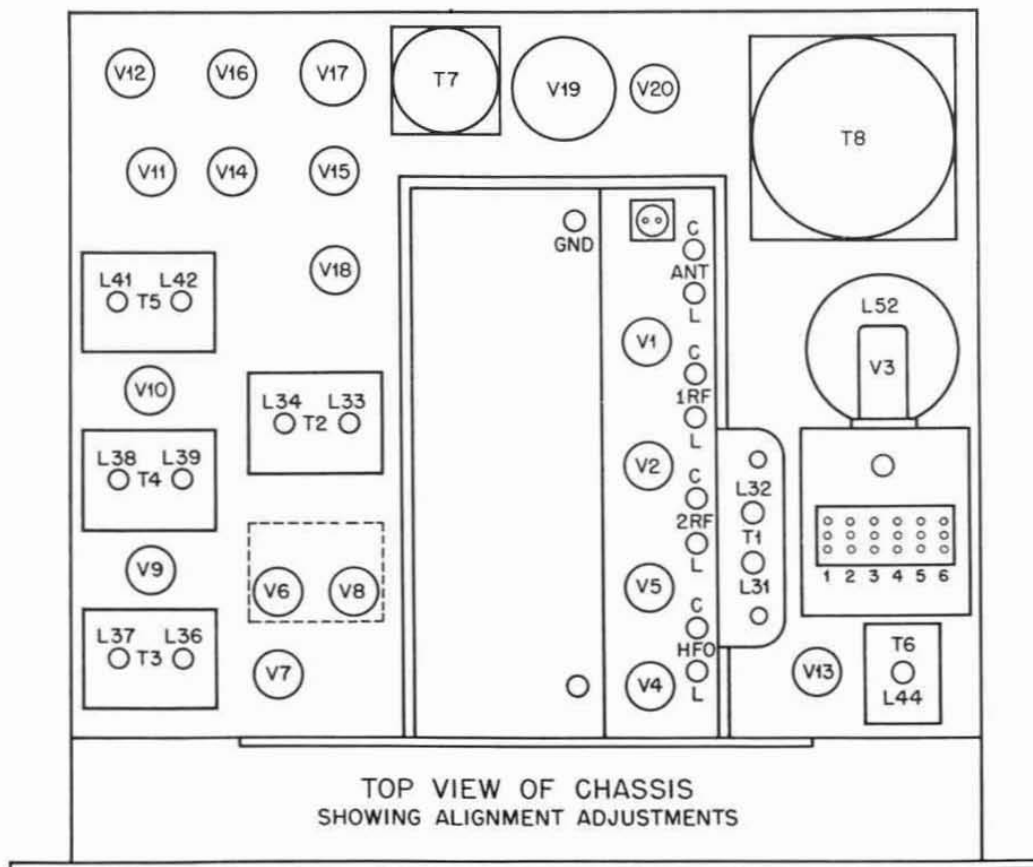 V12 V16 V17 T7 V19 V20 T8
V11 V14 V15
GND
C
ANT
L
V18
L41 L42
T5
L52
V3
V1
C
1RF
L
V10
L34 L33
T2
L38 L39
T4
V2
C
2RF
L
L32
T1
L31
1 2 3 4 5 6
V9
V6 V8
V5
C
HFO
L
L37 L36
T3
V7
V4
V13
T6
L44
TOP VIEW OF CHASSIS
SHOWING ALIGNMENT ADJUSTMENTS